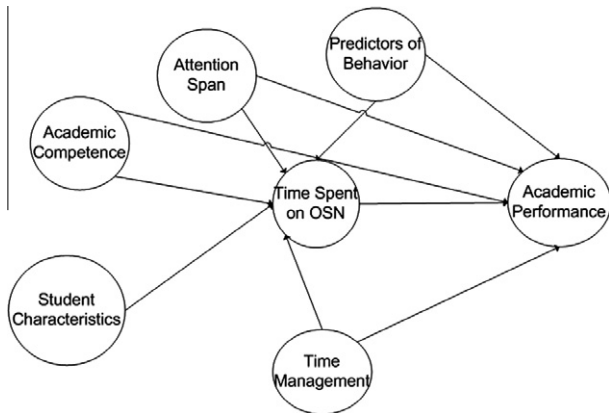 Predictors of
Behavior
Attention
Span
Academic
Competence
Time Spent
on OSN
Academic
Performance
Student
Characteristics
Time
Management